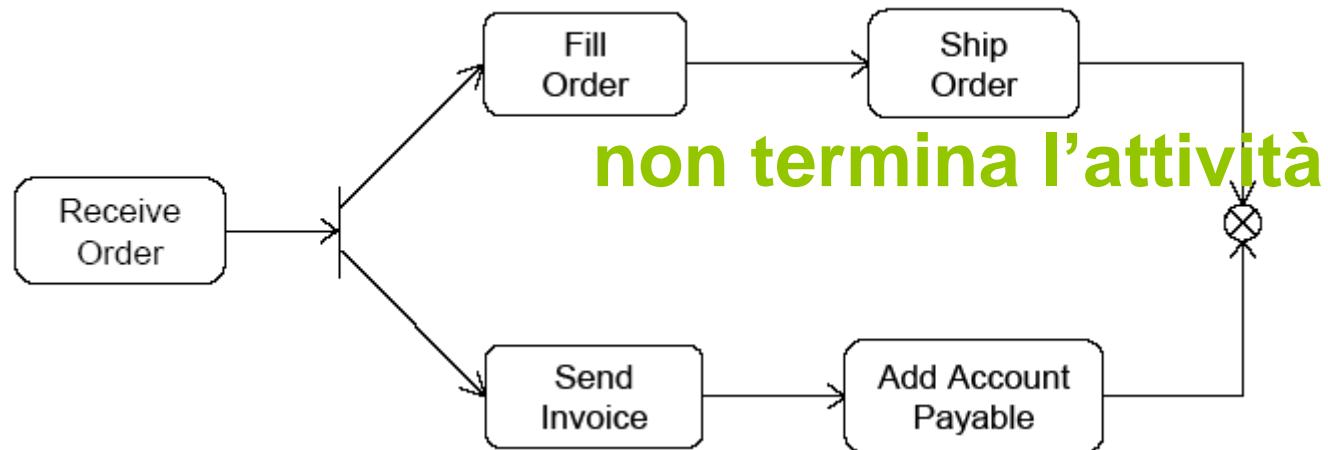 Fill
Order
Ship
Order
non termina l’attività
Receive
Order
Send
Invoice
Add Account
Payable